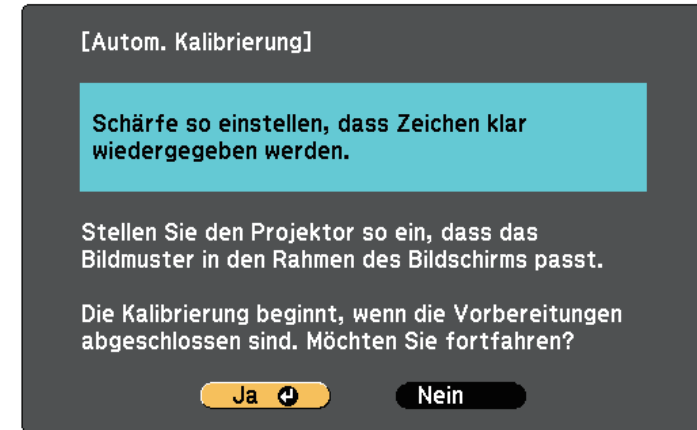 [Autom. Kalibrierung]
Schärfe so einstellen, dass Zeichen klar
wiedergegeben werden.
Stellen Sie den Projektor so ein, dass das
Bildmuster in den Rahmen des Bildschirms passt.
Die Kalibrierung beginnt, wenn die Vorbereitungen
abgeschlossen sind. Möchten Sie fortfahren?
Ja Nein